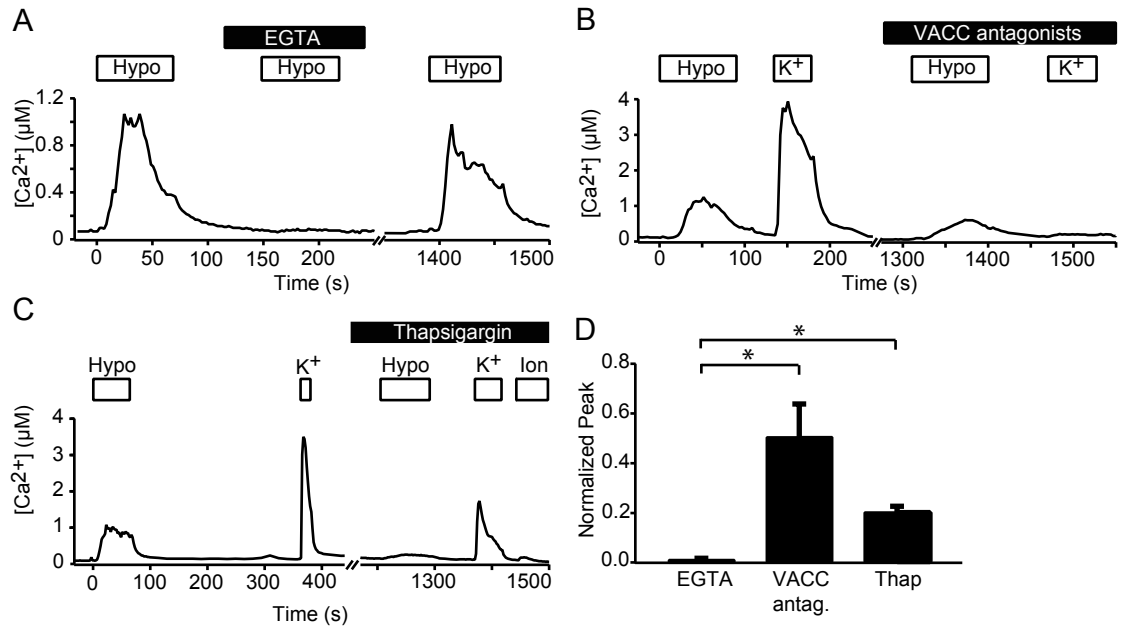 A
EGTA
Hypo Hypo Hypo
1.2
0.8
0.4
0
[Ca2+] (μM)
0 50 100 150 200 1400 1500
Time (s)
B
VACC antagonists
Hypo K+ Hypo K+
4
3
2
1
0
[Ca2+] (μM)
0 50 100 200 1300 1400 1500
Time (s)
C
Thapsigargin
Hypo K+ Hypo K+ Ion
4
3
2
1
0
[Ca2+] (μM)
0 100 200 300 400 1300 1500
Time (s)
D
* 
*
0.8
0.6
0.4
0.2
0.0
Normalized Peak
EGTA VACC Thap
antag.